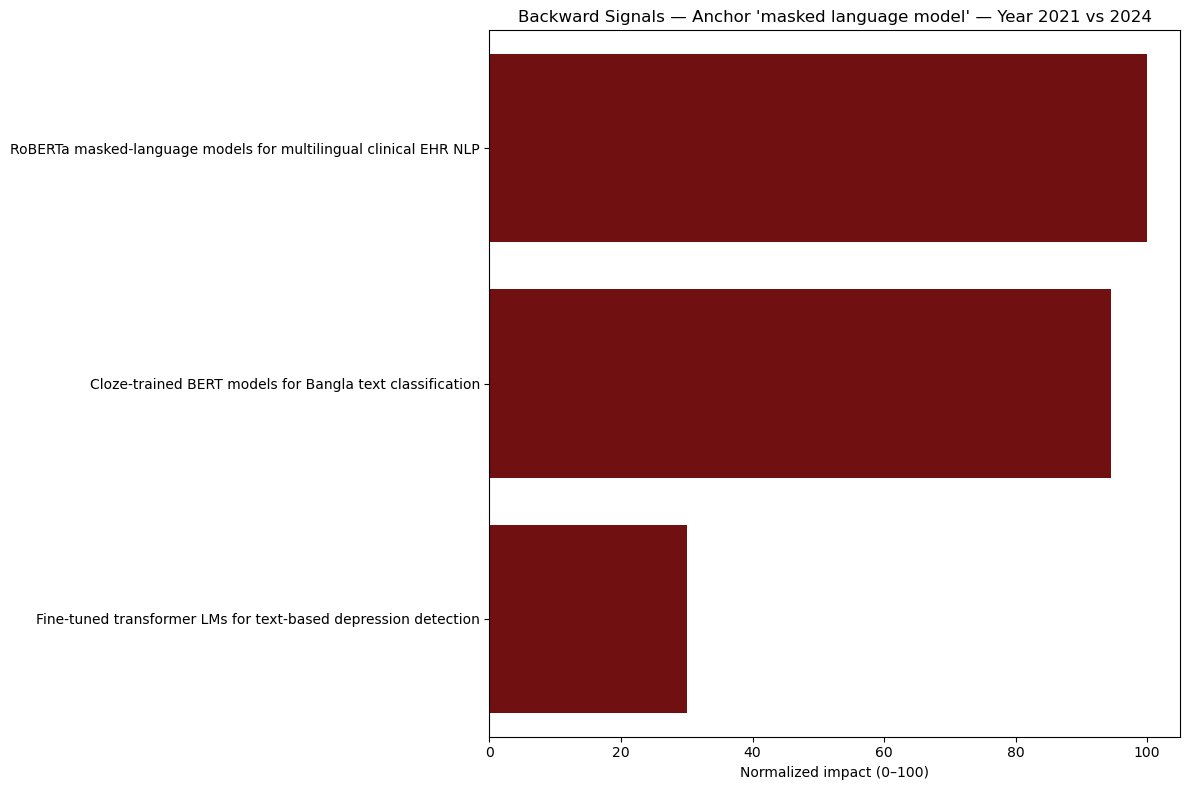 Backward Signals — Anchor 'masked language model' — Year 2021 vs 2024
RoBERTa masked-language models for multilingual clinical EHR NLP
Cloze-trained BERT models for Bangla text classification
Fine-tuned transformer LMs for text-based depression detection
0 20 40 60 80 100
Normalized impact (0–100)